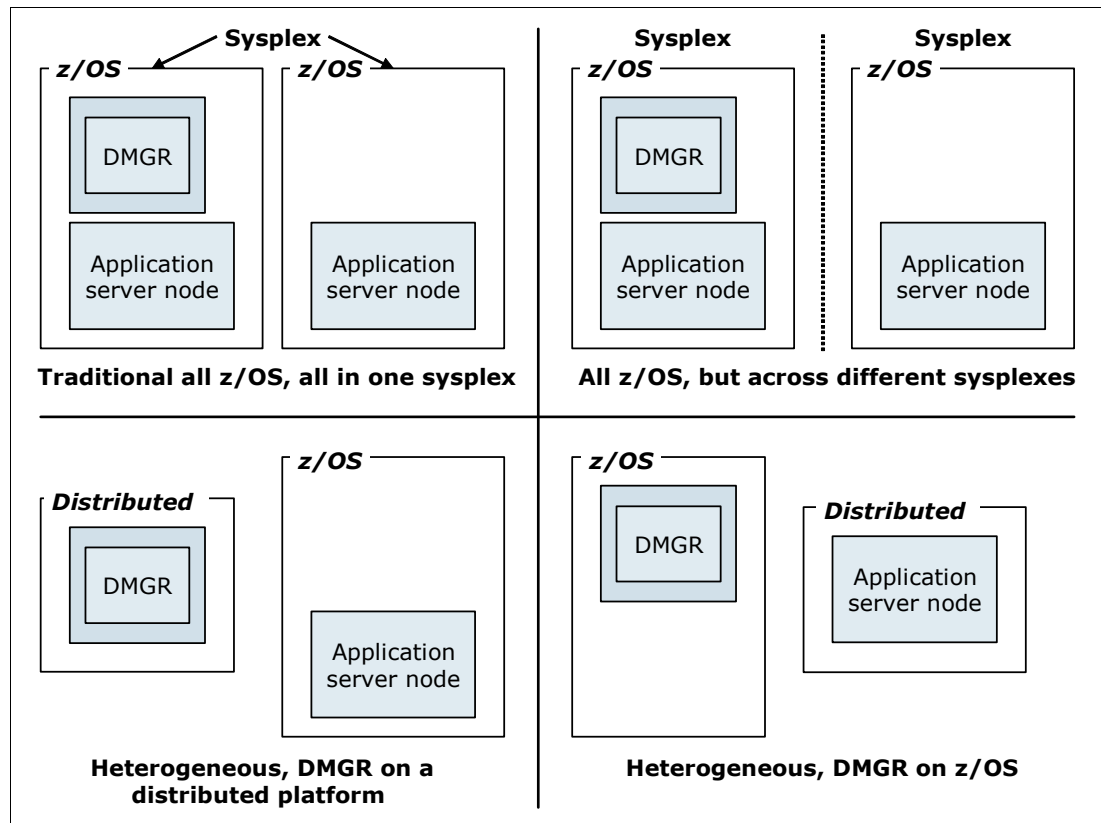 Sysplex
z/OS
z/OS
DMGR
Application
server node
Application
server node
Traditional all z/OS, all in one sysplex
Sysplex
Sysplex
z/OS
z/OS
DMGR
Application
server node
Application
server node
All z/OS, but across different sysplexes
Distributed
DMGR
z/OS
Application
server node
Heterogeneous, DMGR on a
distributed platform
z/OS
DMGR
Distributed
Application
server node
Heterogeneous, DMGR on z/OS